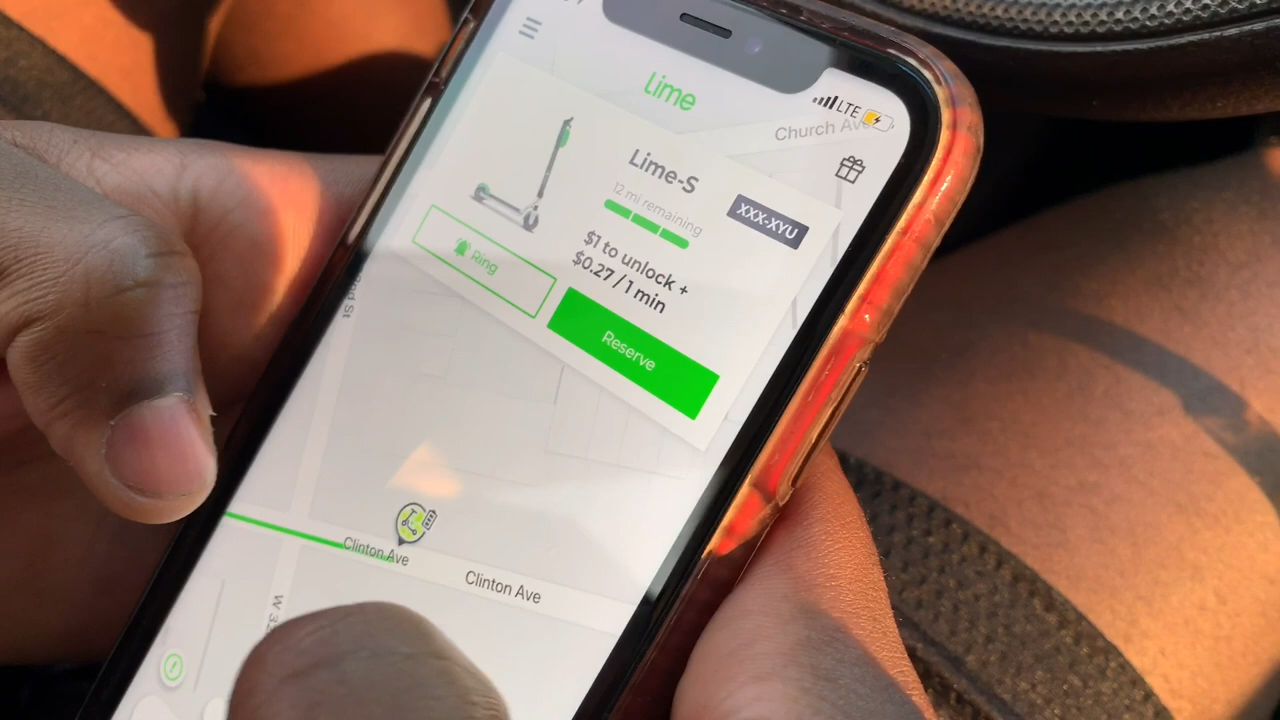 Lime
LTE
Church Av
Lime-S
12 mi remaining
XXX-XYU
$1 to unlock +
$0.27 / 1 min
Ring
Reserve
Clinton Ave
Clinton Ave